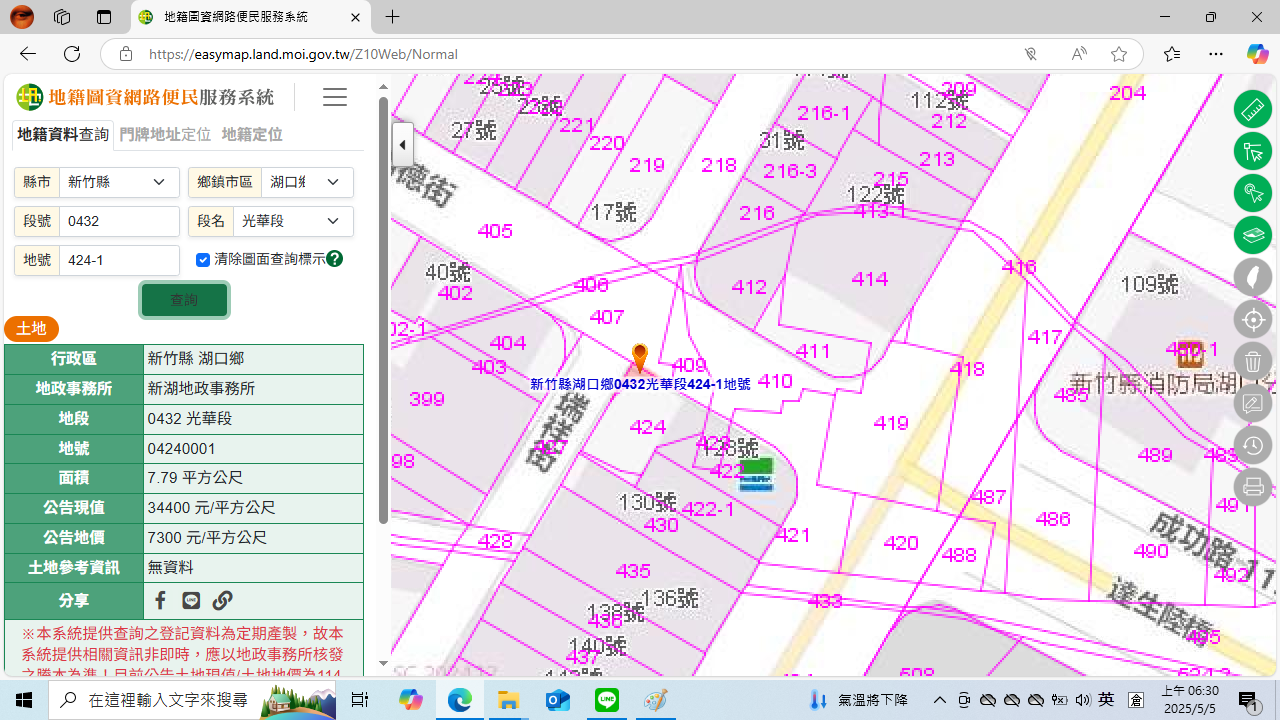 地籍圖資網路便民服務系統
https://easymap.land.moi.gov.tw/Z10Web/Normal
地籍圖資網路便民服務系統
地籍資料查詢 門牌地址定位 地籍定位
縣市 新竹縣 鄉鎮市區 湖口鄉
段號 0432 段名 光華段
地號 424-1 清除圖面查詢標示
查詢
土地
行政區 新竹縣 湖口鄉
地政事務所 新湖地政事務所
地段 0432 光華段
地號 04240001
面積 7.79 平方公尺
公告現值 34400 元/平方公尺
公告地價 7300 元/平方公尺
土地參考資訊 無資料
分享
※本系統提供查詢之登記資料為定期產製，故本
系統提供相關資訊非即時，應以地政事務所核發
之謄本為準！目前公告土地現值/土地地價為114
25號
22號
27號
221
220
219
218
17號
216-1
31號
216-3
216
112號
209
212
213
215
122號
413-1
204
405
40號
402
406
407
412
414
416
109號
02-1
404
403
409
411
417
418
480-1
新竹縣消防局湖口
新竹縣湖口鄉0432光華段424-1地號
399
410
485
424
419
423
128號
427
98
422
489
130號
422-1
430
487
491
428
421
486
420
488
490
成功路
435
492
136號
138號
436
433
達生陸橋
495
140號
437
508
在這裡輸入文字來搜尋
氣溫將下降
英
上午 06:30
2025/5/5
1